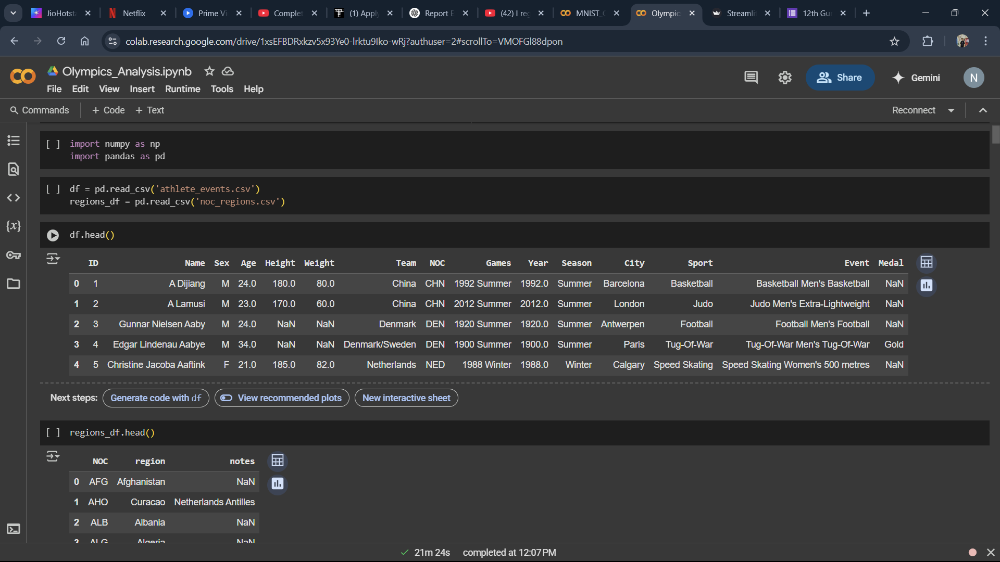 JioHotst
Netflix
Prime Vi
Complet
(1) Apply
Report E
(42) I reg
MNIST_C
Olympic
Streamli
12th Gu
colab.research.google.com/drive/1xsEFBDRxkzv5x93Ye0-lrktu9Iko-wRj?authuser=2#scrollTo=VMOFGl88dpon
Olympics_Analysis.ipynb
File Edit View Insert Runtime Tools Help
Share
Gemini
N
Commands + Code + Text
Reconnect
[ ] import numpy as np
import pandas as pd
[ ] df = pd.read_csv('athlete_events.csv')
regions_df = pd.read_csv('noc_regions.csv')
df.head()
ID Name Sex Age Height Weight Team NOC Games Year Season City Sport Event Medal
0 1 A Dijiang M 24.0 180.0 80.0 China CHN 1992 Summer 1992.0 Summer Barcelona Basketball Basketball Men's Basketball NaN
1 2 A Lamusi M 23.0 170.0 60.0 China CHN 2012 Summer 2012.0 Summer London Judo Judo Men's Extra-Lightweight NaN
2 3 Gunnar Nielsen Aaby M 24.0 NaN NaN Denmark DEN 1920 Summer 1920.0 Summer Antwerpen Football Football Men's Football NaN
3 4 Edgar Lindenau Aabye M 34.0 NaN NaN Denmark/Sweden DEN 1900 Summer 1900.0 Summer Paris Tug-Of-War Tug-Of-War Men's Tug-Of-War Gold
4 5 Christine Jacoba Aaftink F 21.0 185.0 82.0 Netherlands NED 1988 Winter 1988.0 Winter Calgary Speed Skating Speed Skating Women's 500 metres NaN
Next steps: Generate code with df View recommended plots New interactive sheet
[ ] regions_df.head()
NOC region notes
0 AFG Afghanistan NaN
1 AHO Curacao Netherlands Antilles
2 ALB Albania NaN
3 ALG Algeria NaN
21m 24s completed at 12:07 PM